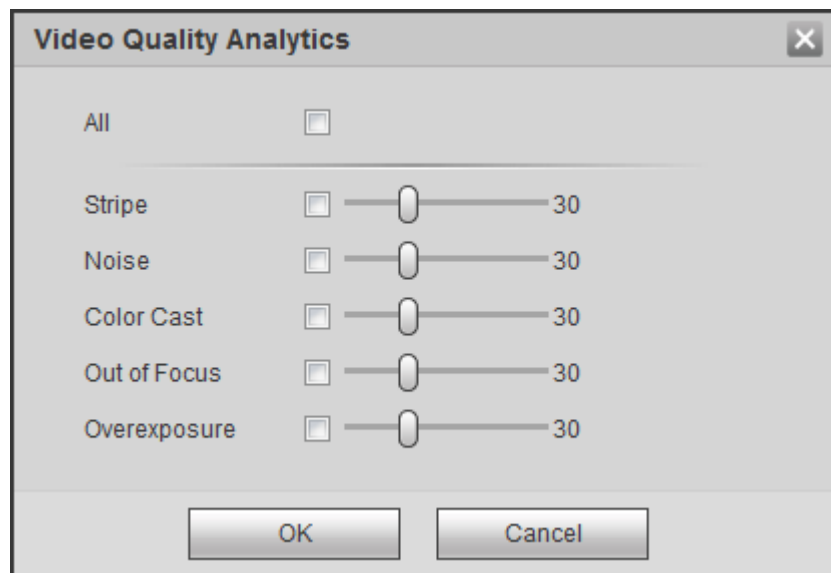 Video Quality Analytics
All
Stripe 30
Noise 30
Color Cast 30
Out of Focus 30
Overexposure 30
OK Cancel